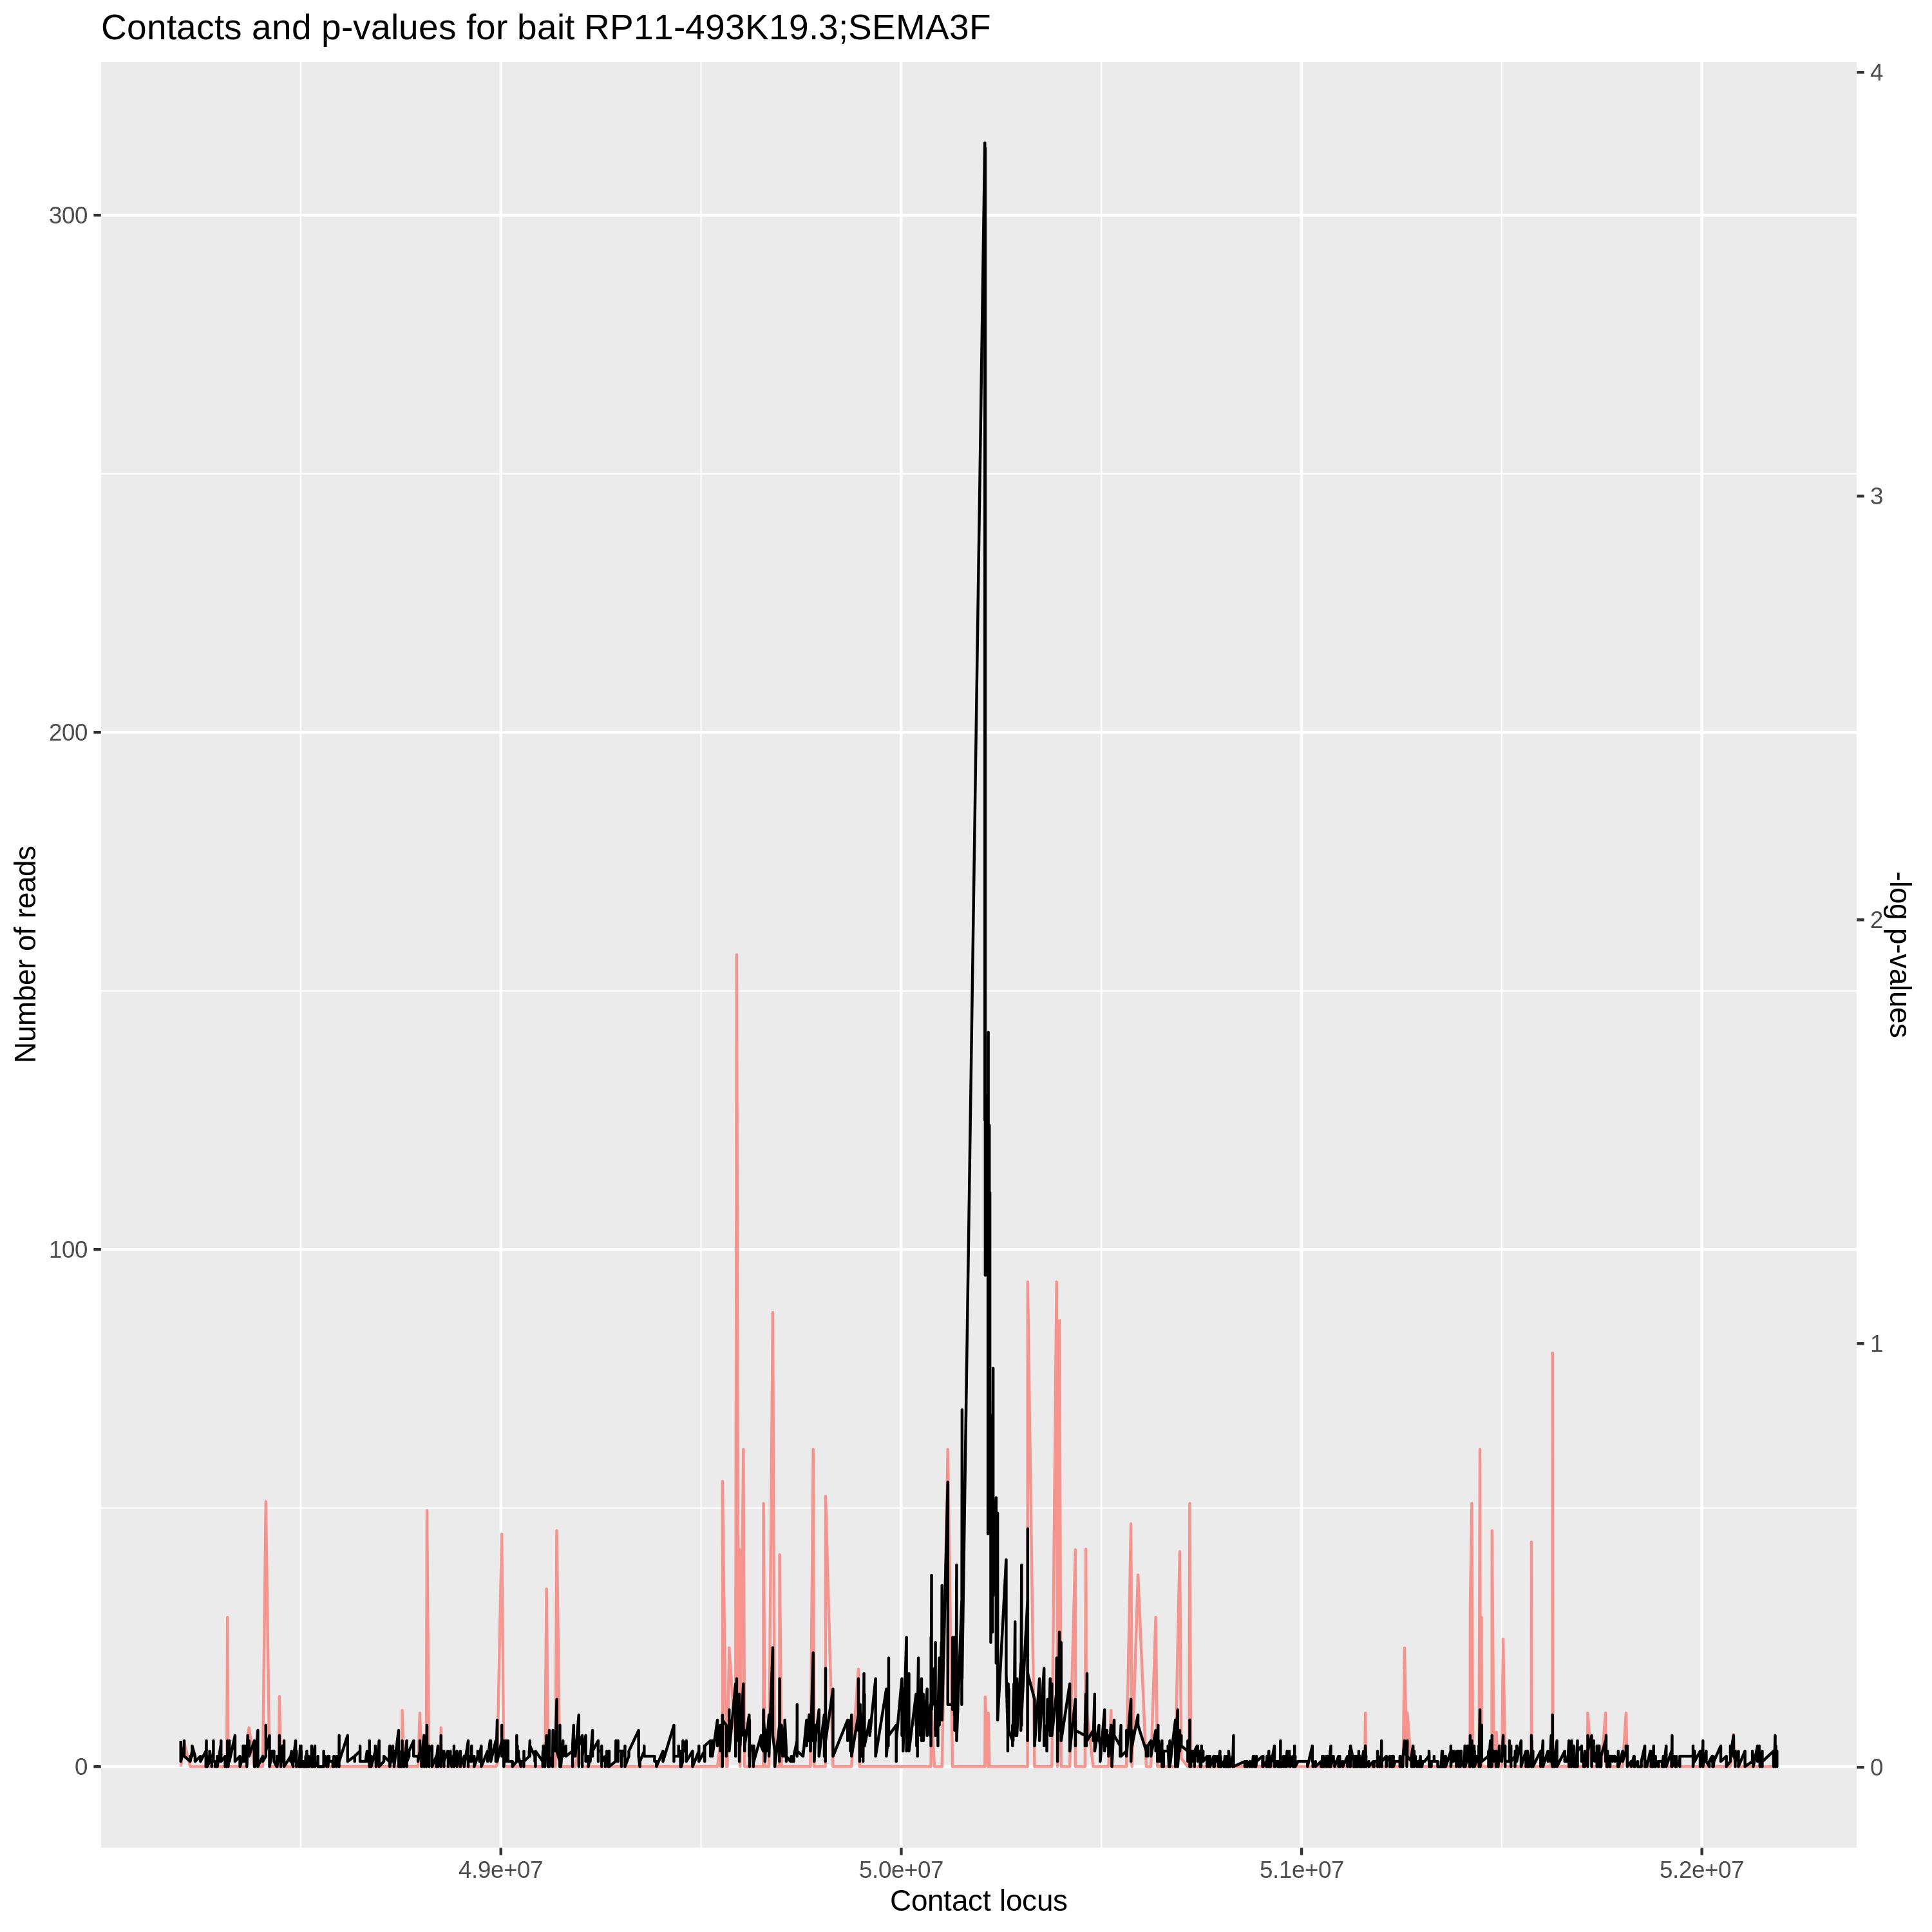 Contacts and p-values for bait RP11-493K19.3;SEMA3F
Number of reads
300
200
100
0
4
3
2
1
0
-log p-values
4.9e+07
5.0e+07
5.1e+07
5.2e+07
Contact locus